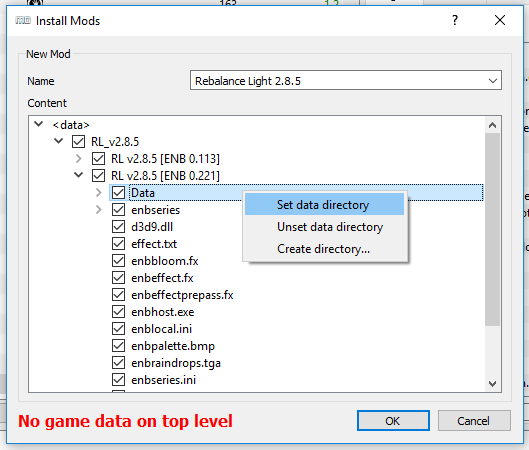 163
1.2
Install Mods
New Mod
Name
Rebalance Light 2.8.5
Content
<data>
RL_v2.8.5
RL v2.8.5 [ENB 0.113]
RL v2.8.5 [ENB 0.221]
Data
Set data directory
enbseries
Unset data directory
d3d9.dll
effect.txt
Create directory...
enbbloom.fx
enbeffect.fx
enbeffectprepass.fx
enbhost.exe
enblocal.ini
enbpalette.bmp
enbraindrops.tga
enbseries.ini
No game data on top level
OK
Cancel